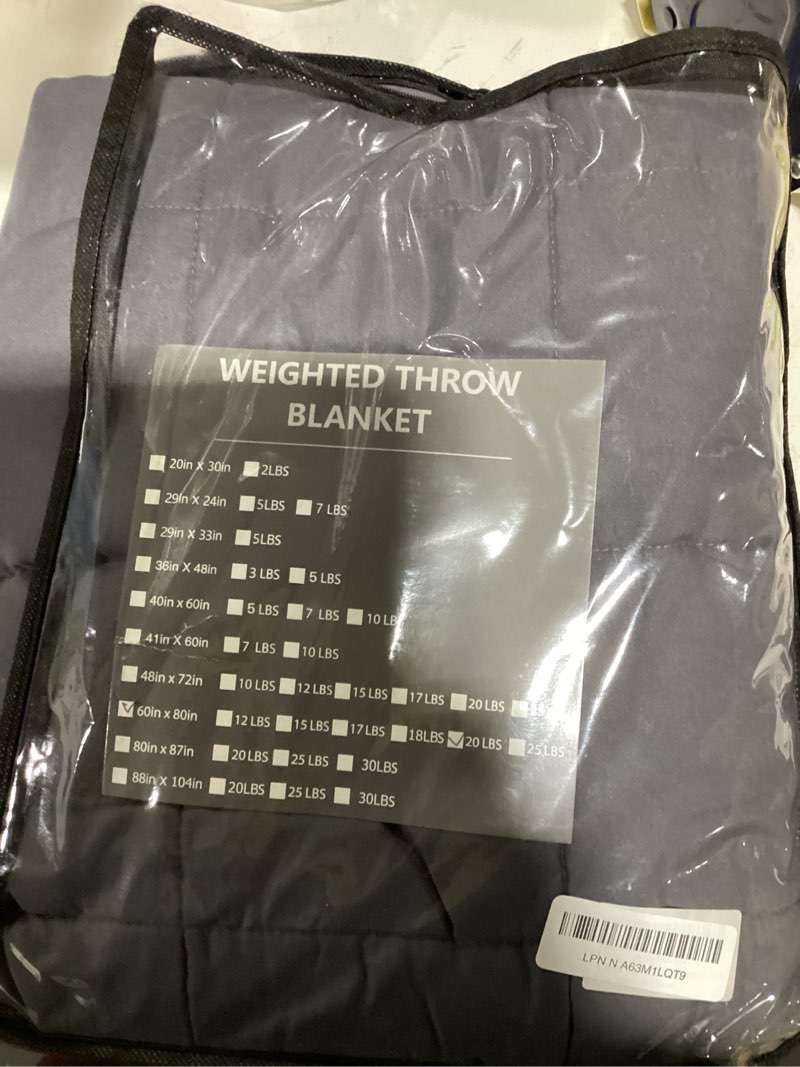 WEIGHTED THROW
BLANKET
20in X 30in 2LBS
29in X 24in 5LBS 7 LBS
29in X 33in 5LBS
36in X 48in 3 LBS 5 LBS
40in x 60in 5 LBS 7 LBS 10 LB
41in X 60in 7 LBS 10 LBS
48in x 72in 10 LBS 12 LBS 15 LBS 17 LBS 20 LBS
60in x 80in 12 LBS 15 LBS 17 LBS 18LBS 20 LBS 25 LBS
80in x 87in 20 LBS 25 LBS 30LBS
88in X 104in 20LBS 25 LBS 30LBS
LPN N A63M1LQT9